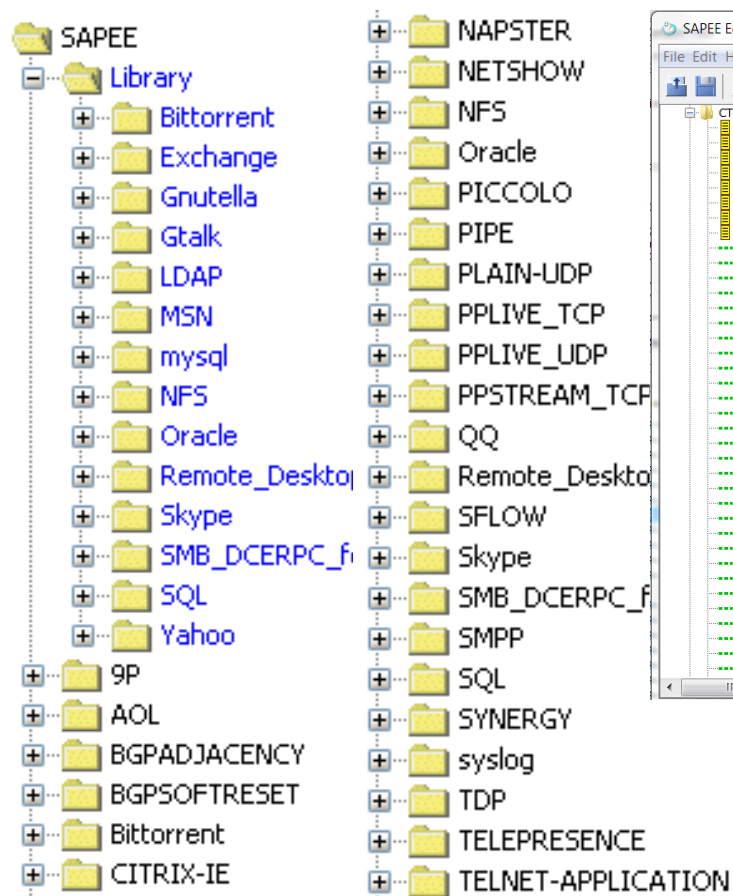 SAPEE
Library
Bittorrent
Exchange
Gnutella
Gtalk
LDAP
MSN
mysql
NFS
Oracle
Remote_Desktop
Skype
SMB_DCERPC_f
SQL
Yahoo
9P
AOL
BGPADJACENCY
BGPSOFTRESET
Bittorrent
CITRIX-IE
NAPSTER
NETSHOW
NFS
Oracle
PICCOLO
PIPE
PLAIN-UDP
PPLIVE_TCP
PPLIVE_UDP
PPSTREAM_TCP
QQ
Remote_Deskto
SFLOW
Skype
SMB_DCERPC_f
SMPP
SQL
SYNERGY
syslog
TDP
TELEPRESENCE
TELNET-APPLICATION
SAPEE E
File Edit H
CT